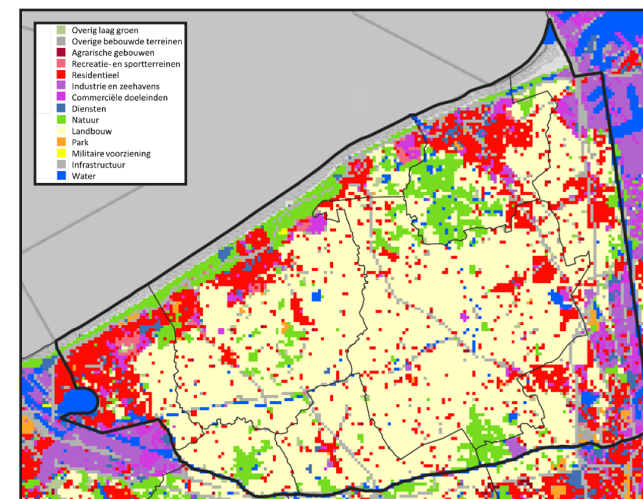 Overig laag groen
Overige bebouwde terreinen
Agrarische gebouwen
Recreatie- en sportterreinen
Residentieel
Industrie en zeehavens
Commerciële doeleinden
Diensten
Natuur
Landbouw
Park
Militaire voorziening
Infrastructuur
Water